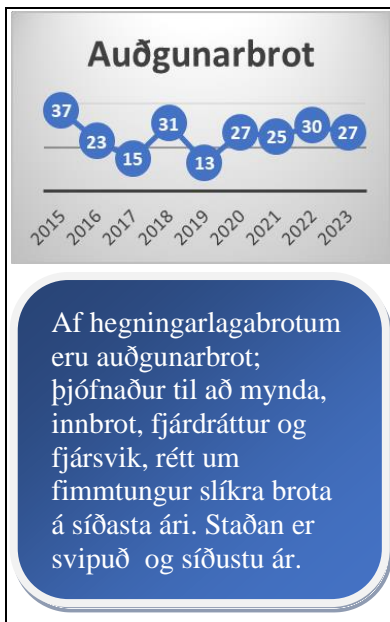 Auðgunarbrot
37
23
15
31
13
27
25
30
27
2015
2016
2017
2018
2019
2020
2021
2022
2023
Af hegningarlagabrotum
eru auðgunarbrot;
þjófnaður til að mynda,
innbrot, fjárdráttur og
fjársvik, rétt um
fimmtungur slíkra brota
á síðasta ári. Staðan er
svipuð og síðustu ár.